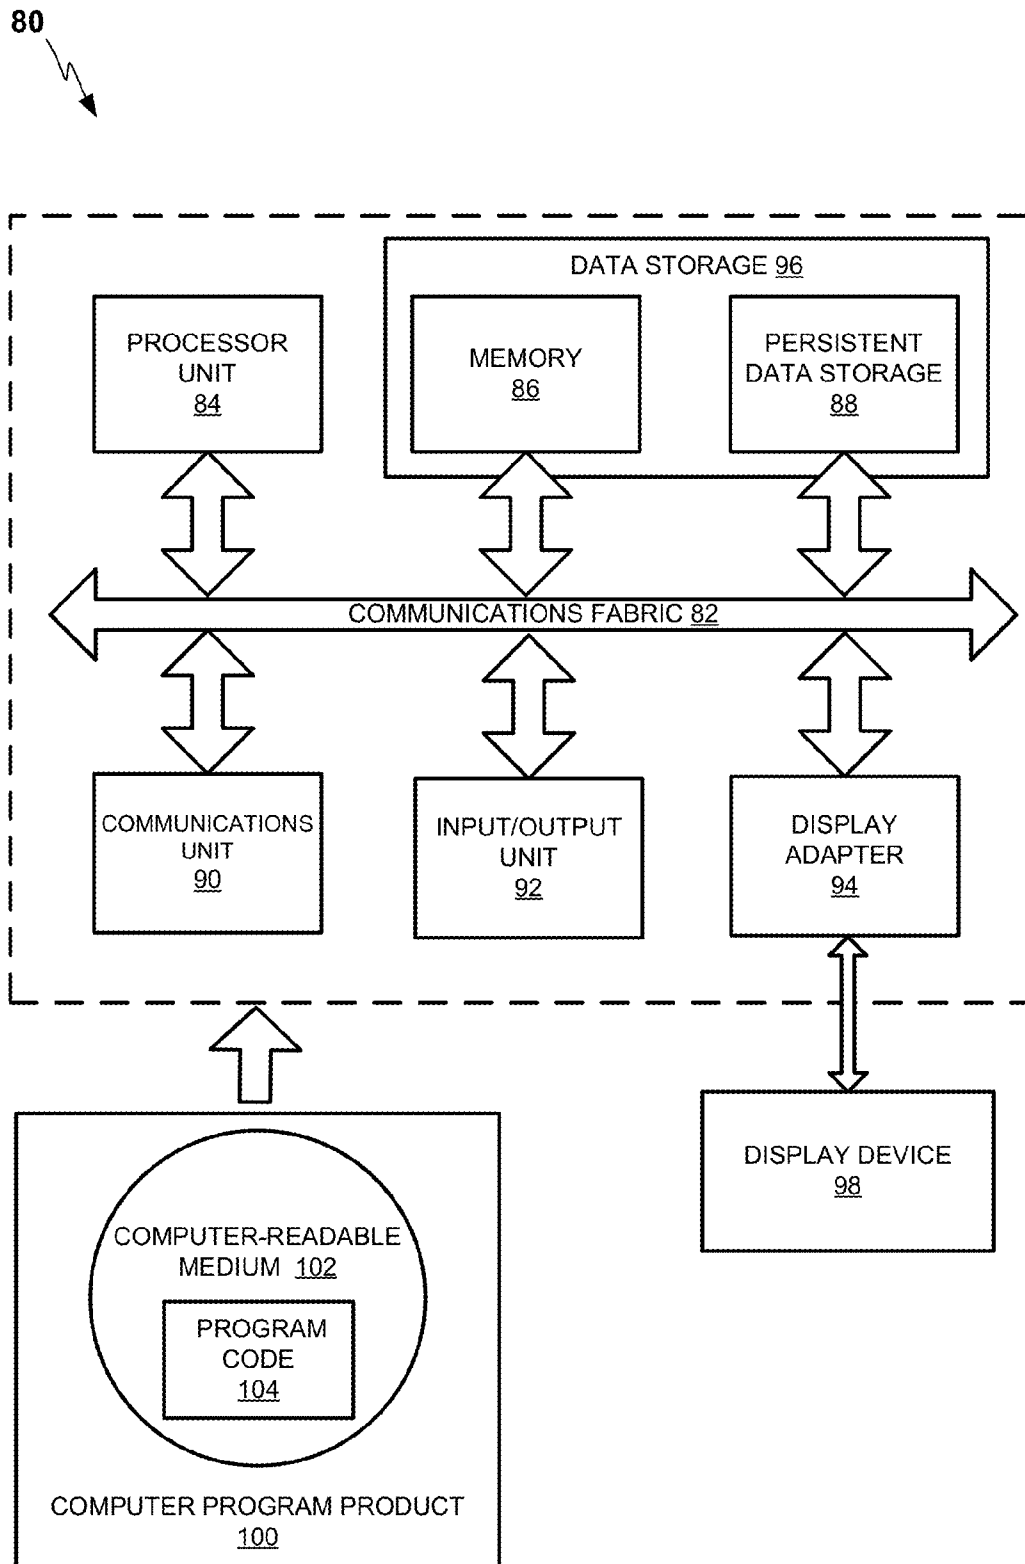 80
DATA STORAGE 96
PROCESSOR
UNIT
84
MEMORY
86
PERSISTENT
DATA STORAGE
88
COMMUNICATIONS FABRIC 82
COMMUNICATIONS
UNIT
90
INPUT/OUTPUT
UNIT
92
DISPLAY
ADAPTER
94
DISPLAY DEVICE
98
COMPUTER-READABLE
MEDIUM 102
PROGRAM
CODE
104
COMPUTER PROGRAM PRODUCT
100